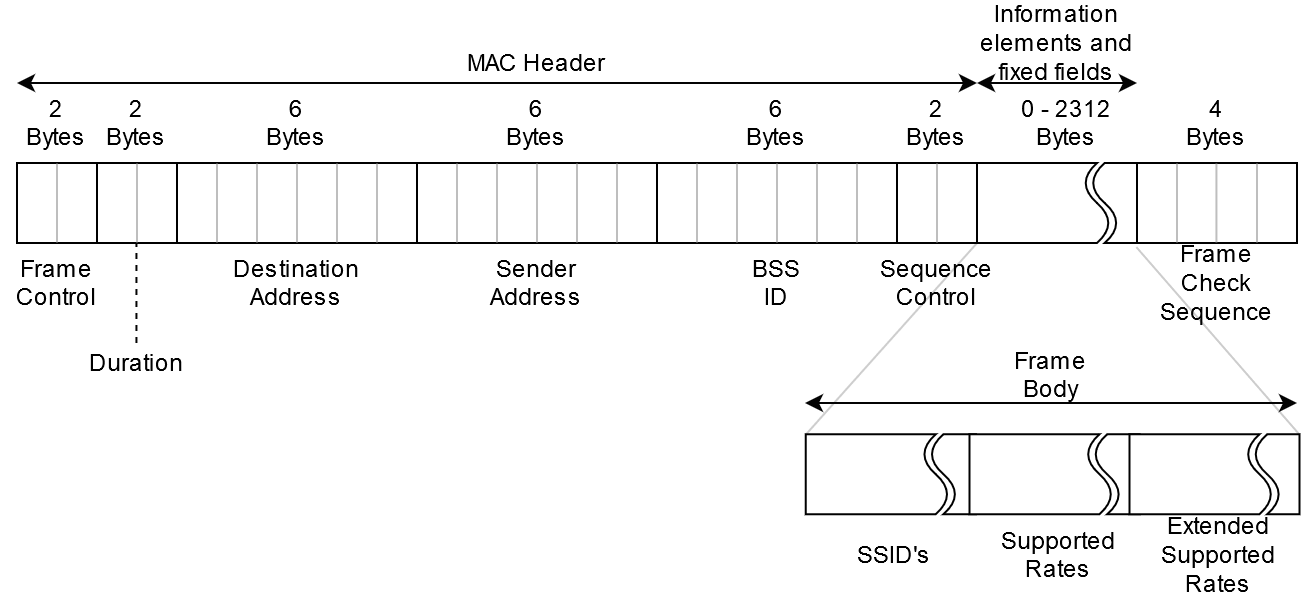 Information
elements and
fixed fields
MAC Header
2
Bytes
2
Bytes
6
Bytes
6
Bytes
6
Bytes
2
Bytes
0 - 2312
Bytes
4
Bytes
Frame
Control
Duration
Destination
Address
Sender
Address
BSS
ID
Sequence
Control
Frame
Check
Sequence
Frame
Body
SSID's
Supported
Rates
Extended
Supported
Rates